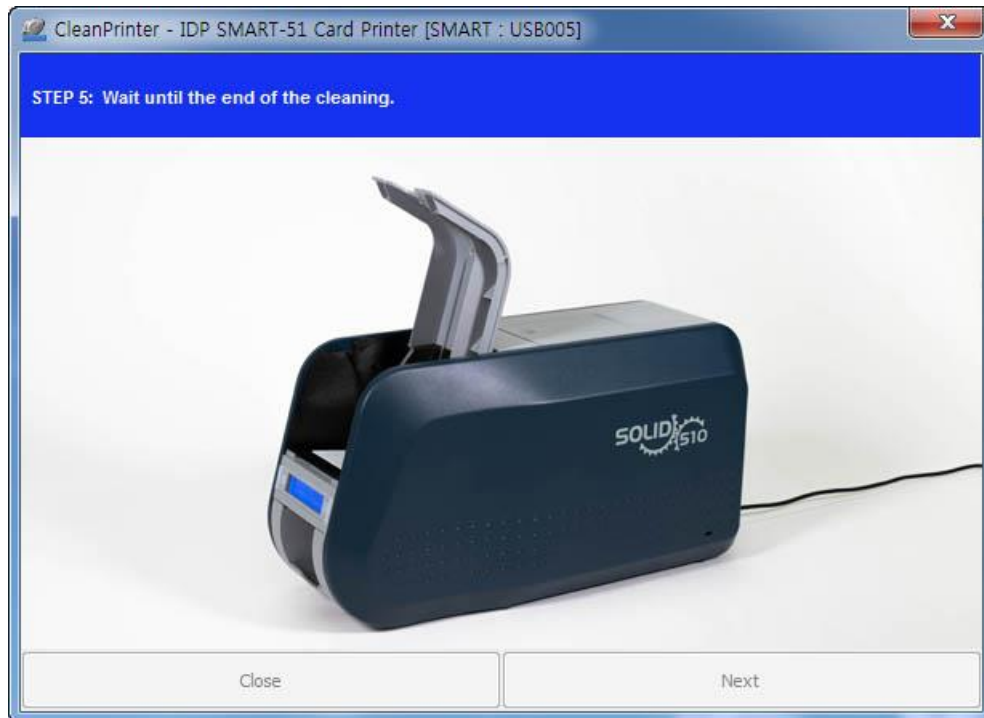 CleanPrinter - IDP SMART-51 Card Printer [SMART : USB005]
STEP 5: Wait until the end of the cleaning.
SOLID 510
Close
Next